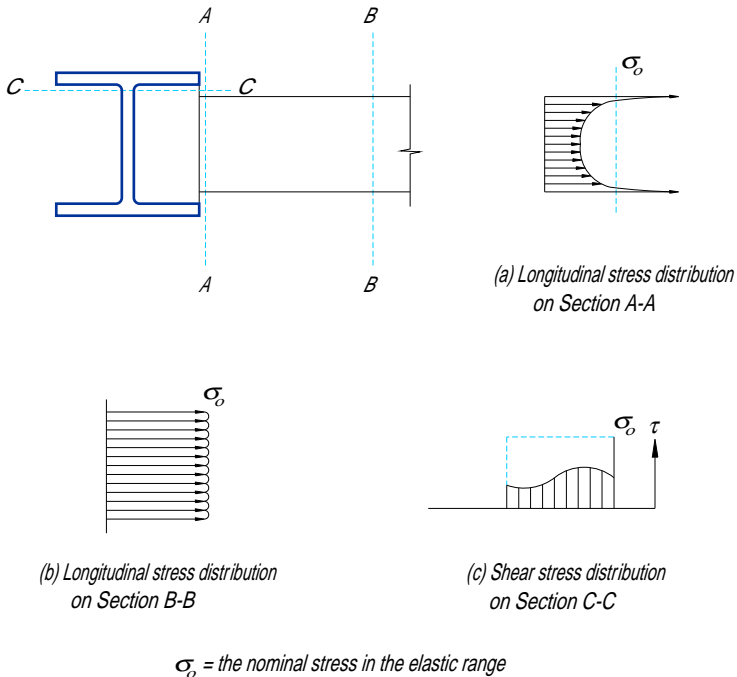 A
B
C
C
A
B
σₒ
(a) Longitudinal stress distribution
on Section A-A
σₒ
σₒ
τ
(b) Longitudinal stress distribution
on Section B-B
(c) Shear stress distribution
on Section C-C
σₒ = the nominal stress in the elastic range